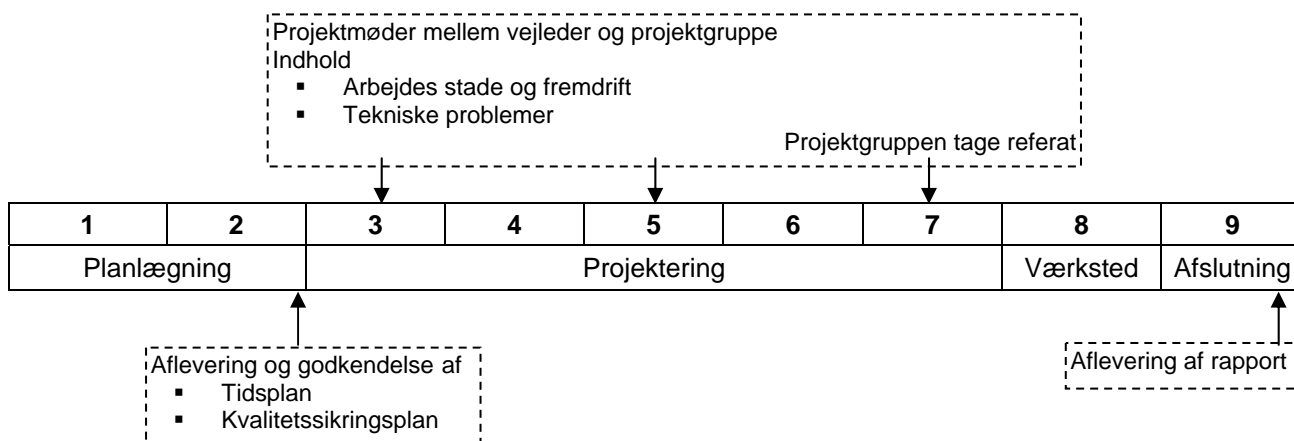 Projektmøder mellem vejleder og projektgruppe
Indhold
▪ Arbejdes stade og fremdrift
▪ Tekniske problemer
Projektgruppen tage referat
1 2 3 4 5 6 7 8 9
Planlægning Projektering Værksted Afslutning
Aflevering og godkendelse af
▪ Tidsplan
▪ Kvalitetssikringsplan
Aflevering af rapport